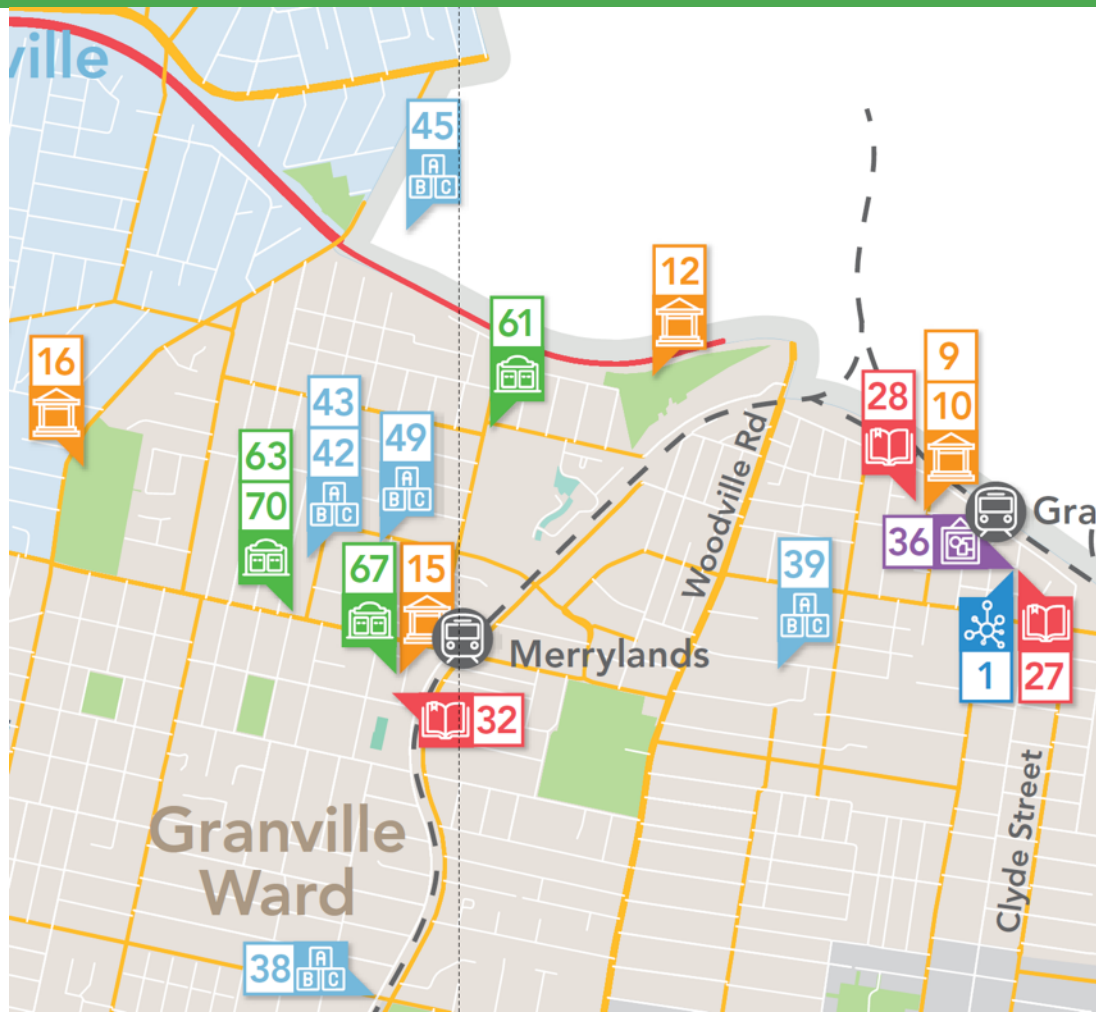 ville
45
A
B C
12
61
16
9
10
28
43
42
A
B C
49
A
B C
63
70
Woodville Rd
Gra
36
67
15
39
A
B C
Merrylands
1
27
32
Clyde Street
Granville
Ward
38
A
B C